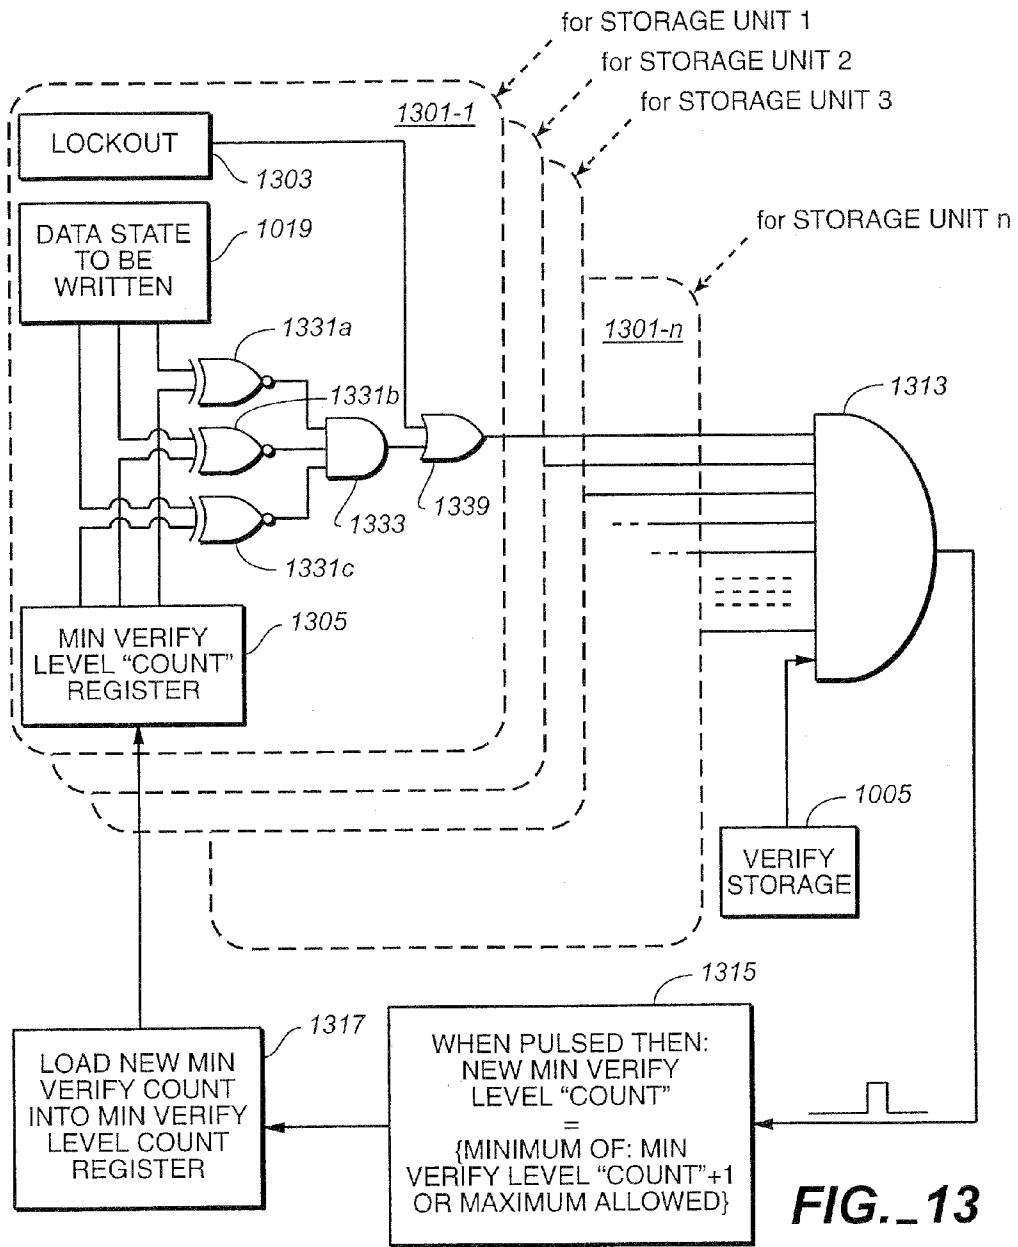 for STORAGE UNIT 1
for STORAGE UNIT 2
for STORAGE UNIT 3
1301-1
LOCKOUT
1303
for STORAGE UNIT n
DATA STATE
TO BE
WRITTEN
1019
1331a
1301-n
1331b
1313
1339
1333
1331c
MIN VERIFY
LEVEL “COUNT”
REGISTER
1305
1005
VERIFY
STORAGE
1315
1317
WHEN PULSED THEN:
NEW MIN VERIFY
LEVEL “COUNT”
=
{MINIMUM OF: MIN
VERIFY LEVEL “COUNT”+1
OR MAXIMUM ALLOWED}
LOAD NEW MIN
VERIFY COUNT
INTO MIN VERIFY
LEVEL COUNT
REGISTER
FIG._13